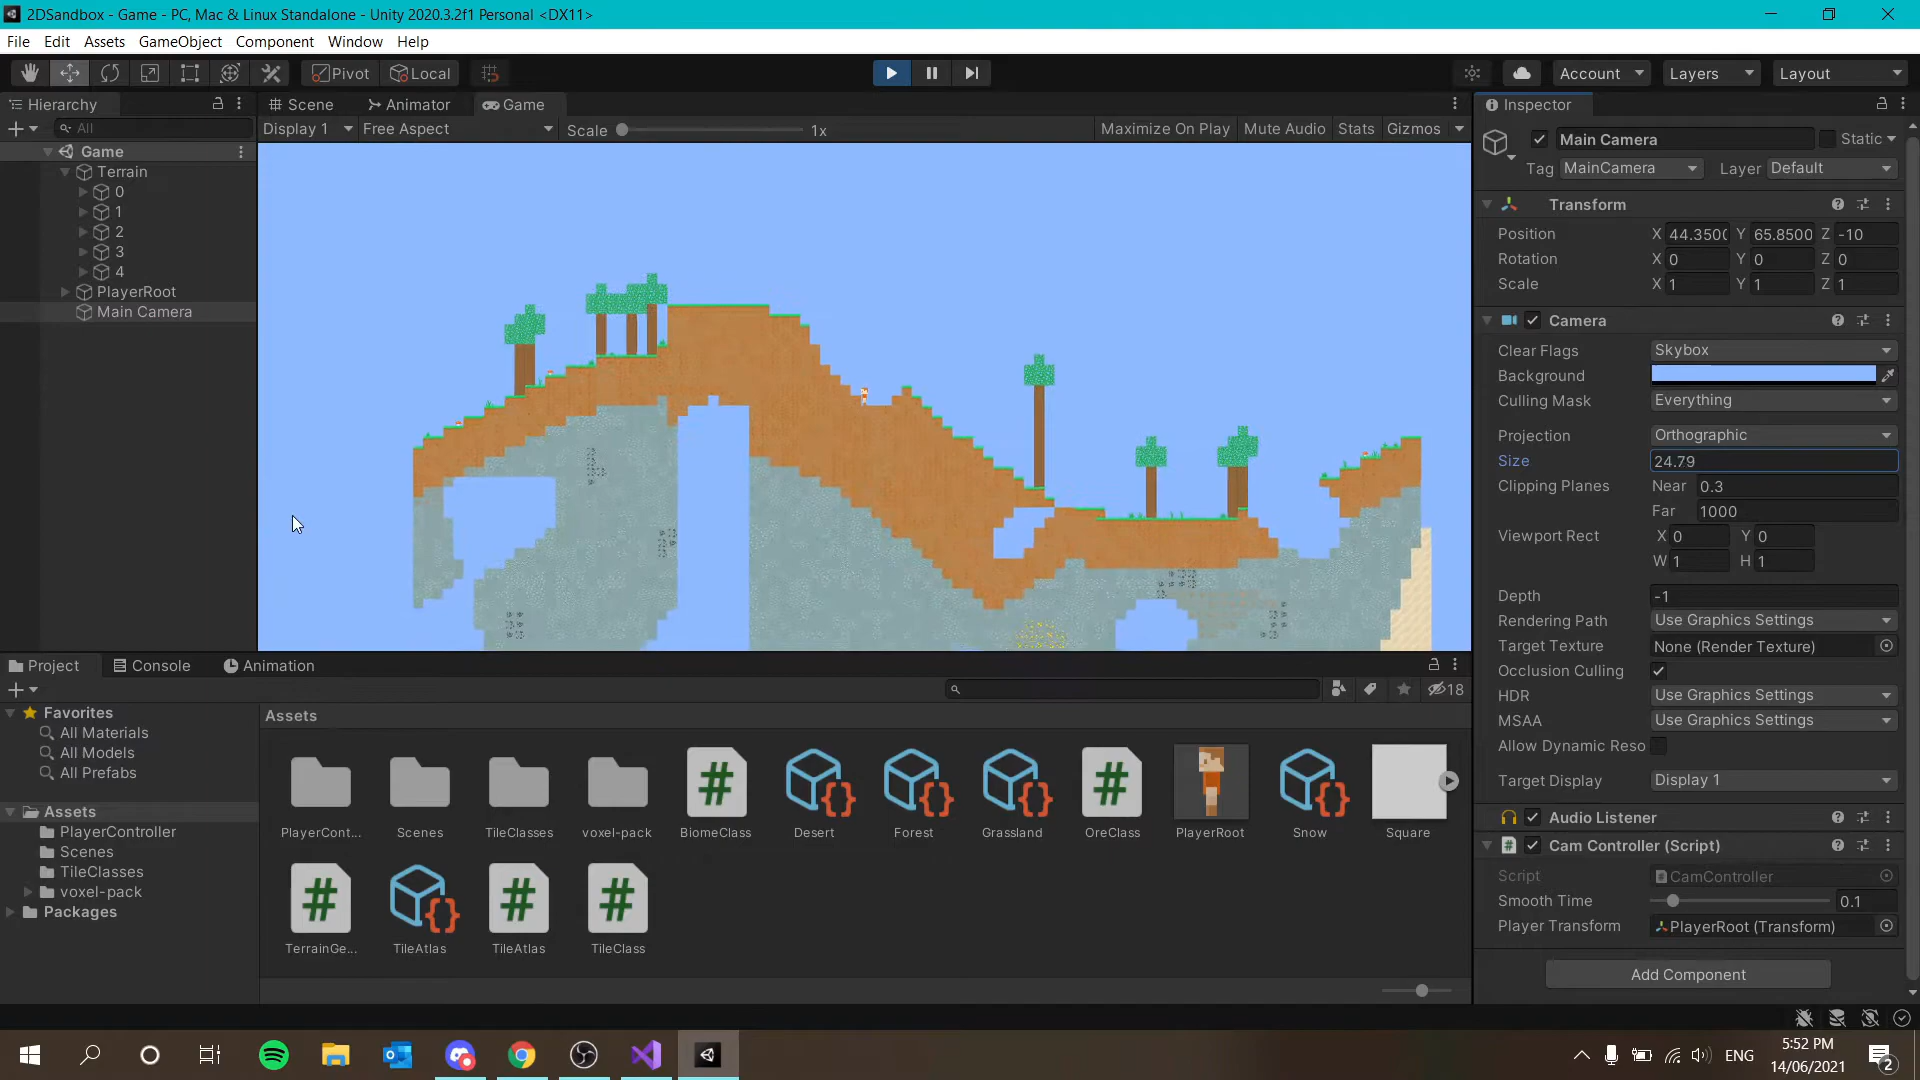 2DSandbox - Game - PC, Mac & Linux Standalone - Unity 2020.3.2f1 Personal <DX11>
File Edit Assets GameObject Component Window Help
Pivot Local Account Layers Layout
Hierarchy
All
Game
Terrain
0
1
2
3
4
PlayerRoot
Main Camera
Scene Animator Game
Display 1 Free Aspect Scale 1x Maximize On Play Mute Audio Stats Gizmos
Inspector
Main Camera Static
Tag MainCamera Layer Default
Transform
Position X 44.3500 Y 65.8500 Z -10
Rotation X 0 Y 0 Z 0
Scale X 1 Y 1 Z 1
Camera
Clear Flags Skybox
Background
Culling Mask Everything
Projection Orthographic
Size 24.79
Clipping Planes Near 0.3
Far 1000
Viewport Rect X 0 Y 0
W 1 H 1
Depth -1
Rendering Path Use Graphics Settings
Target Texture None (Render Texture)
Occlusion Culling
HDR Use Graphics Settings
MSAA Use Graphics Settings
Allow Dynamic Reso
Target Display Display 1
Audio Listener
Cam Controller (Script)
Script CamController
Smooth Time 0.1
Player Transform PlayerRoot (Transform)
Add Component
Project Console Animation
18
Favorites
All Materials
All Models
All Prefabs
Assets
PlayerController
Scenes
TileClasses
voxel-pack
Packages
Assets
PlayerCont... Scenes TileClasses voxel-pack BiomeClass Desert Forest Grassland OreClass PlayerRoot Snow Square
TerrainGe... TileAtlas TileAtlas TileClass
ENG
5:52 PM
14/06/2021
2